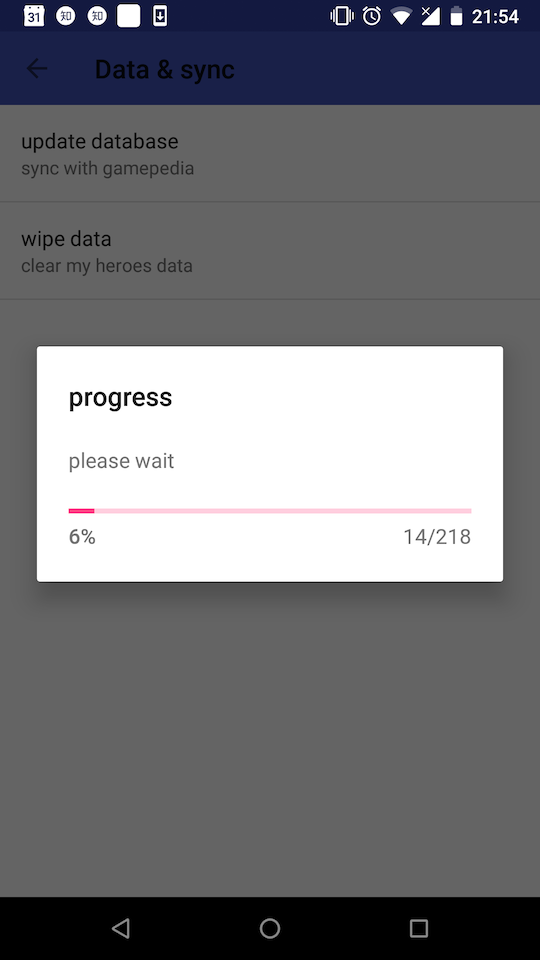 31 知 知 21:54
Data & sync
update database
sync with gamepedia
wipe data
clear my heroes data
progress
please wait
6% 14/218